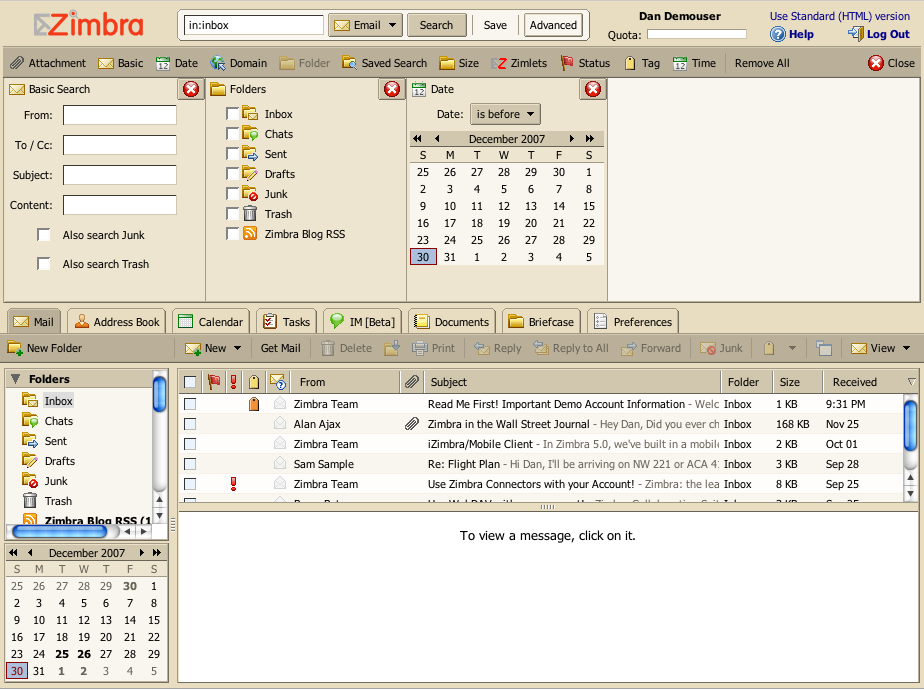 Zimbra
in:inbox
Email
Search
Save
Advanced
Dan Demouser
Quota:
Use Standard (HTML) version
Help
Log Out
Attachment Basic Date Domain Folder Saved Search Size Zimlets Status Tag Time Remove All Close
Basic Search
From:
To / Cc:
Subject:
Content:
Also search Junk
Also search Trash
Folders
Inbox
Chats
Sent
Drafts
Junk
Trash
Zimbra Blog RSS
Date
Date: is before
December 2007
S M T W T F S
25 26 27 28 29 30 1
2 3 4 5 6 7 8
9 10 11 12 13 14 15
16 17 18 19 20 21 22
23 24 25 26 27 28 29
30 31 1 2 3 4 5
Mail Address Book Calendar Tasks IM [Beta] Documents Briefcase Preferences
New Folder New Get Mail Delete Print Reply Reply to All Forward Junk View
Folders
Inbox
Chats
Sent
Drafts
Junk
Trash
Zimbra Blog RSS (1
December 2007
S M T W T F S
25 26 27 28 29 30 1
2 3 4 5 6 7 8
9 10 11 12 13 14 15
16 17 18 19 20 21 22
23 24 25 26 27 28 29
30 31 1 2 3 4 5
From Subject Folder Size Received
Zimbra Team Read Me First! Important Demo Account Information - Welc Inbox 1 KB 9:31 PM
Alan Ajax Zimbra in the Wall Street Journal - Hey Dan, Did you ever ch Inbox 168 KB Nov 25
Zimbra Team iZimbra/Mobile Client - In Zimbra 5.0, we've built in a mobile Inbox 2 KB Oct 01
Sam Sample Re: Flight Plan - Hi Dan, I'll be arriving on NW 221 or ACA 4 Inbox 3 KB Sep 28
Zimbra Team Use Zimbra Connectors with your Account! - Zimbra: the lea Inbox 8 KB Sep 25
To view a message, click on it.